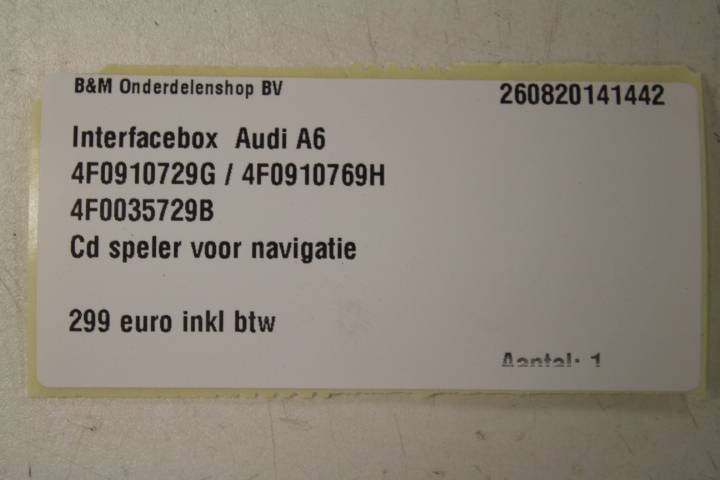 B&M Onderdelenshop BV 260820141442
Interfacebox Audi A6
4F0910729G / 4F0910769H
4F0035729B
Cd speler voor navigatie
299 euro inkl btw
Aantal: 1